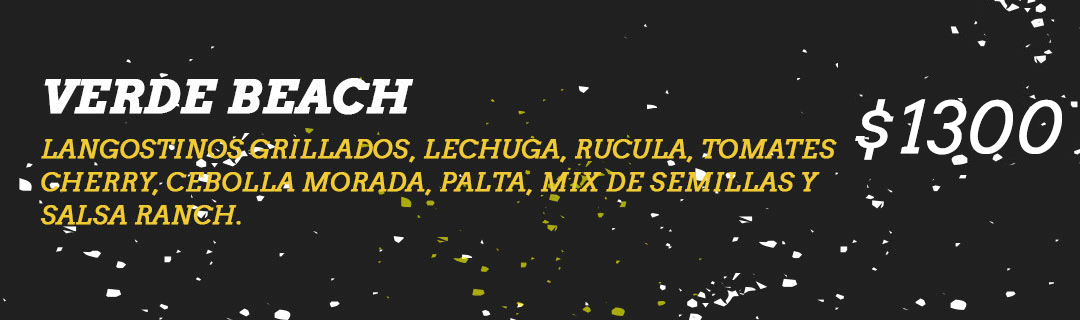 VERDE BEACH
$1300
LANGOSTINOS GRILLADOS, LECHUGA, RUCULA, TOMATES
CHERRY, CEBOLLA MORADA, PALTA, MIX DE SEMILLAS Y
SALSA RANCH.